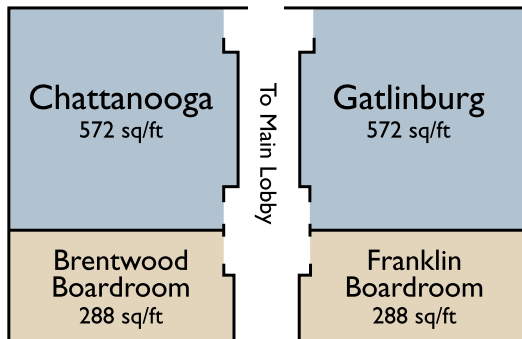 Chattanooga
572 sq/ft
To Main Lobby
Gatlinburg
572 sq/ft
Brentwood
Boardroom
288 sq/ft
Franklin
Boardroom
288 sq/ft